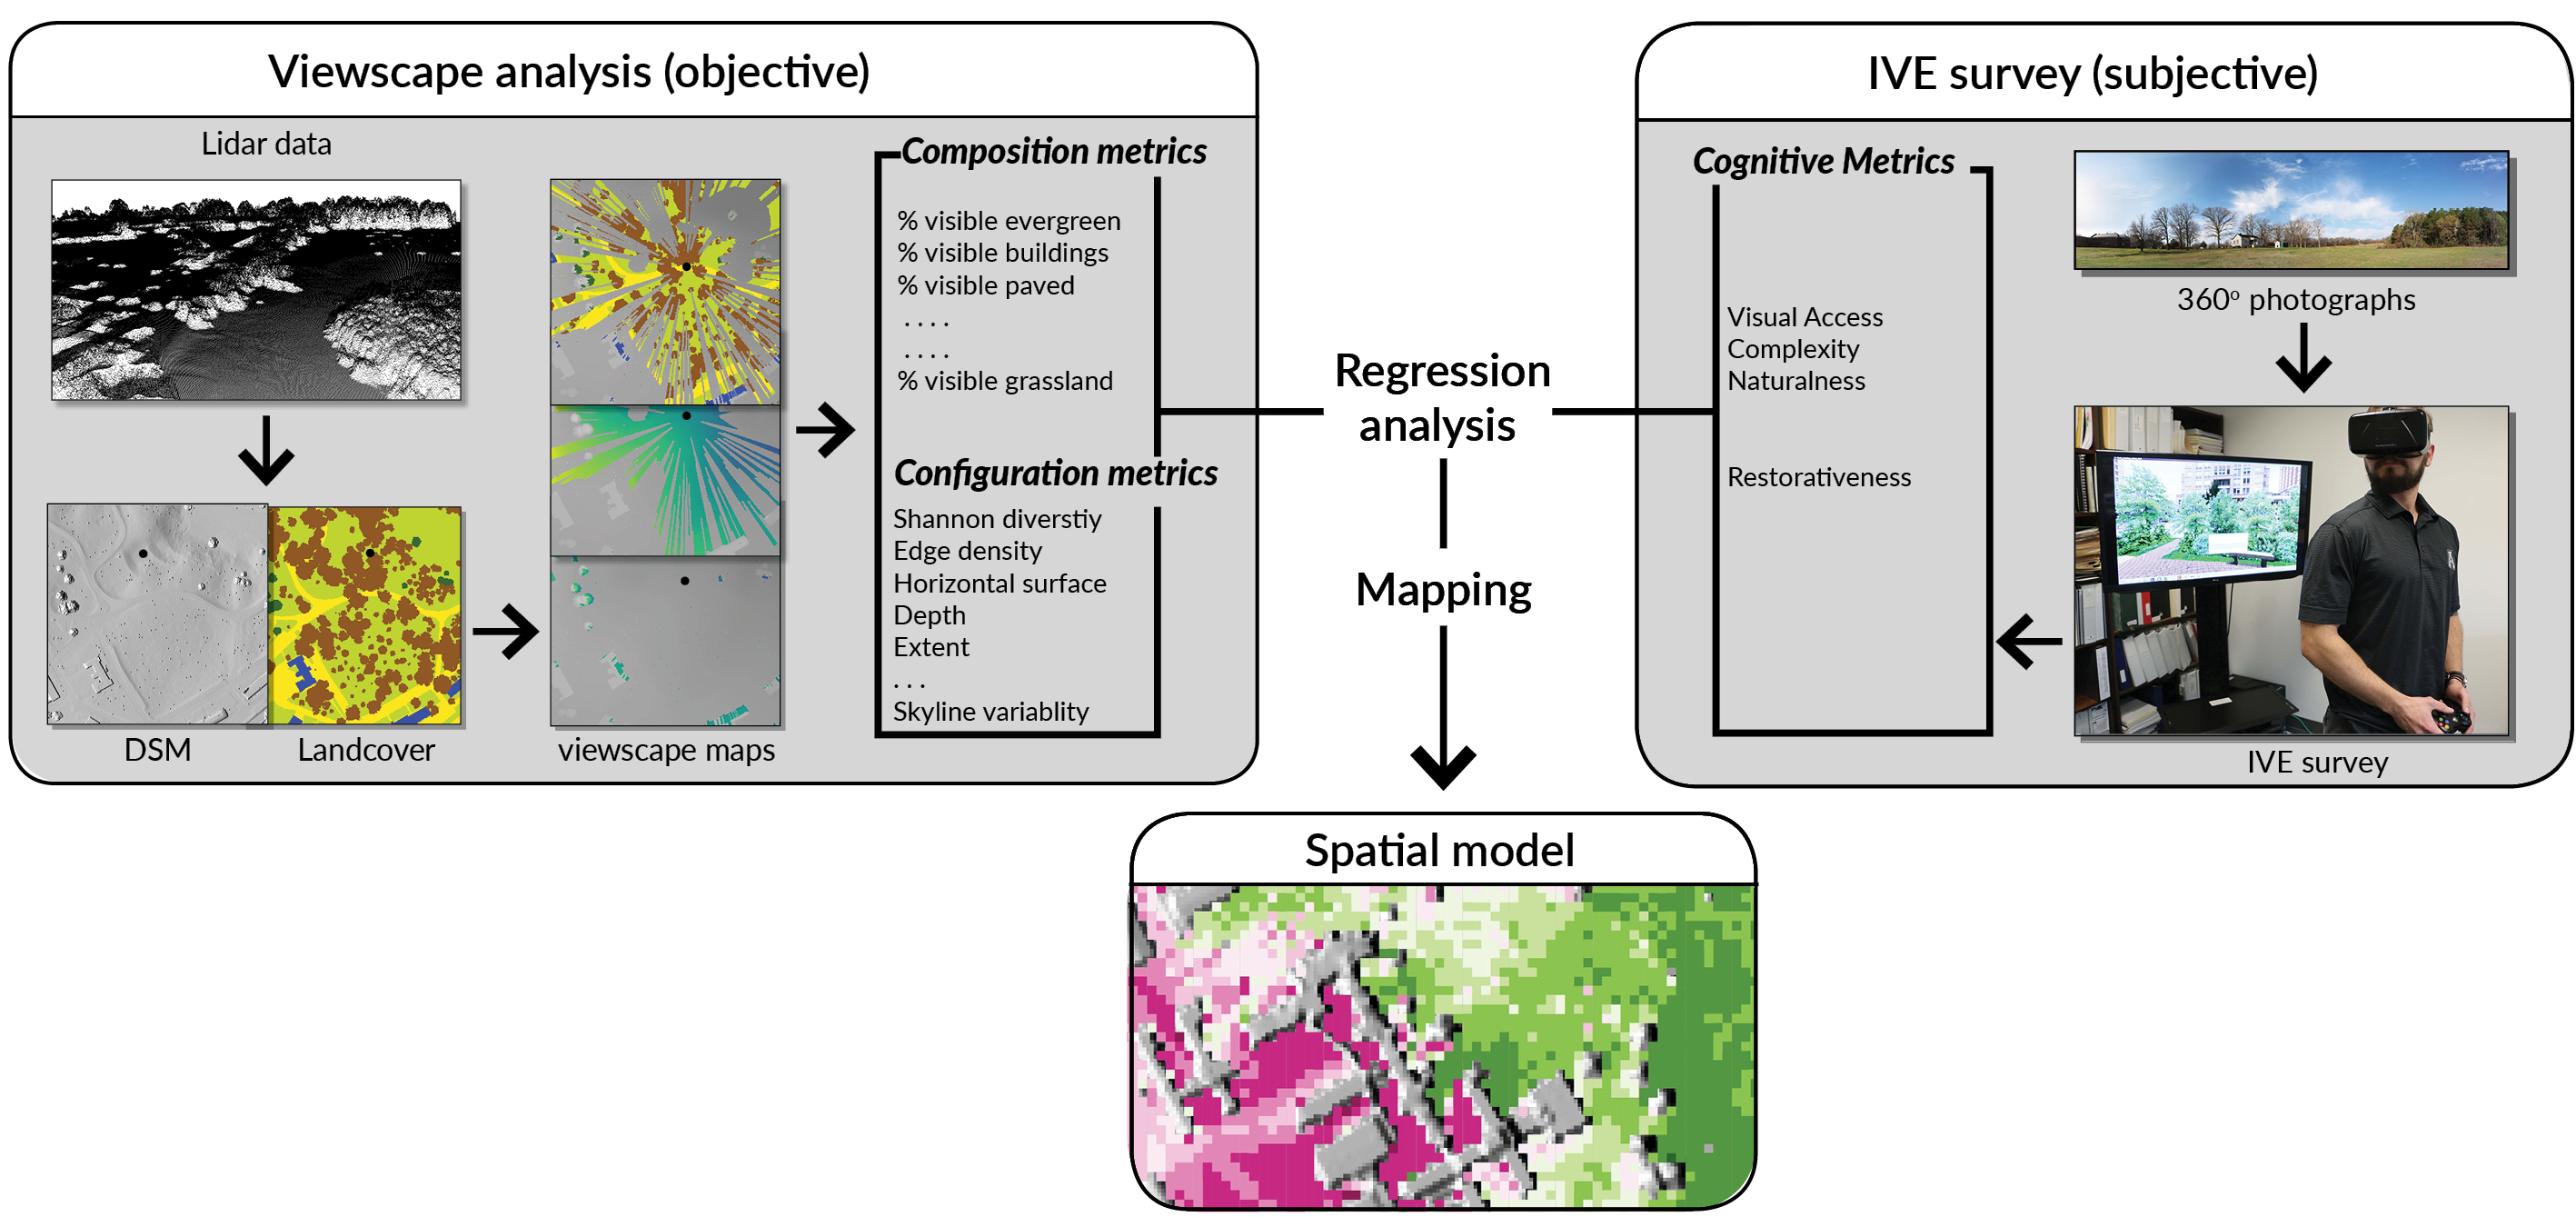 Viewscape analysis (objective)
Lidar data
DSM
Landcover
viewscape maps
Composition metrics
% visible evergreen
% visible buildings
% visible paved
. . . .
. . . .
% visible grassland
Configuration metrics
Shannon diverstiy
Edge density
Horizontal surface
Depth
Extent
. . .
Skyline variablity
Regression
analysis
Mapping
IVE survey (subjective)
Cognitive Metrics
Visual Access
Complexity
Naturalness
Restorativeness
360º photographs
IVE survey
Spatial model